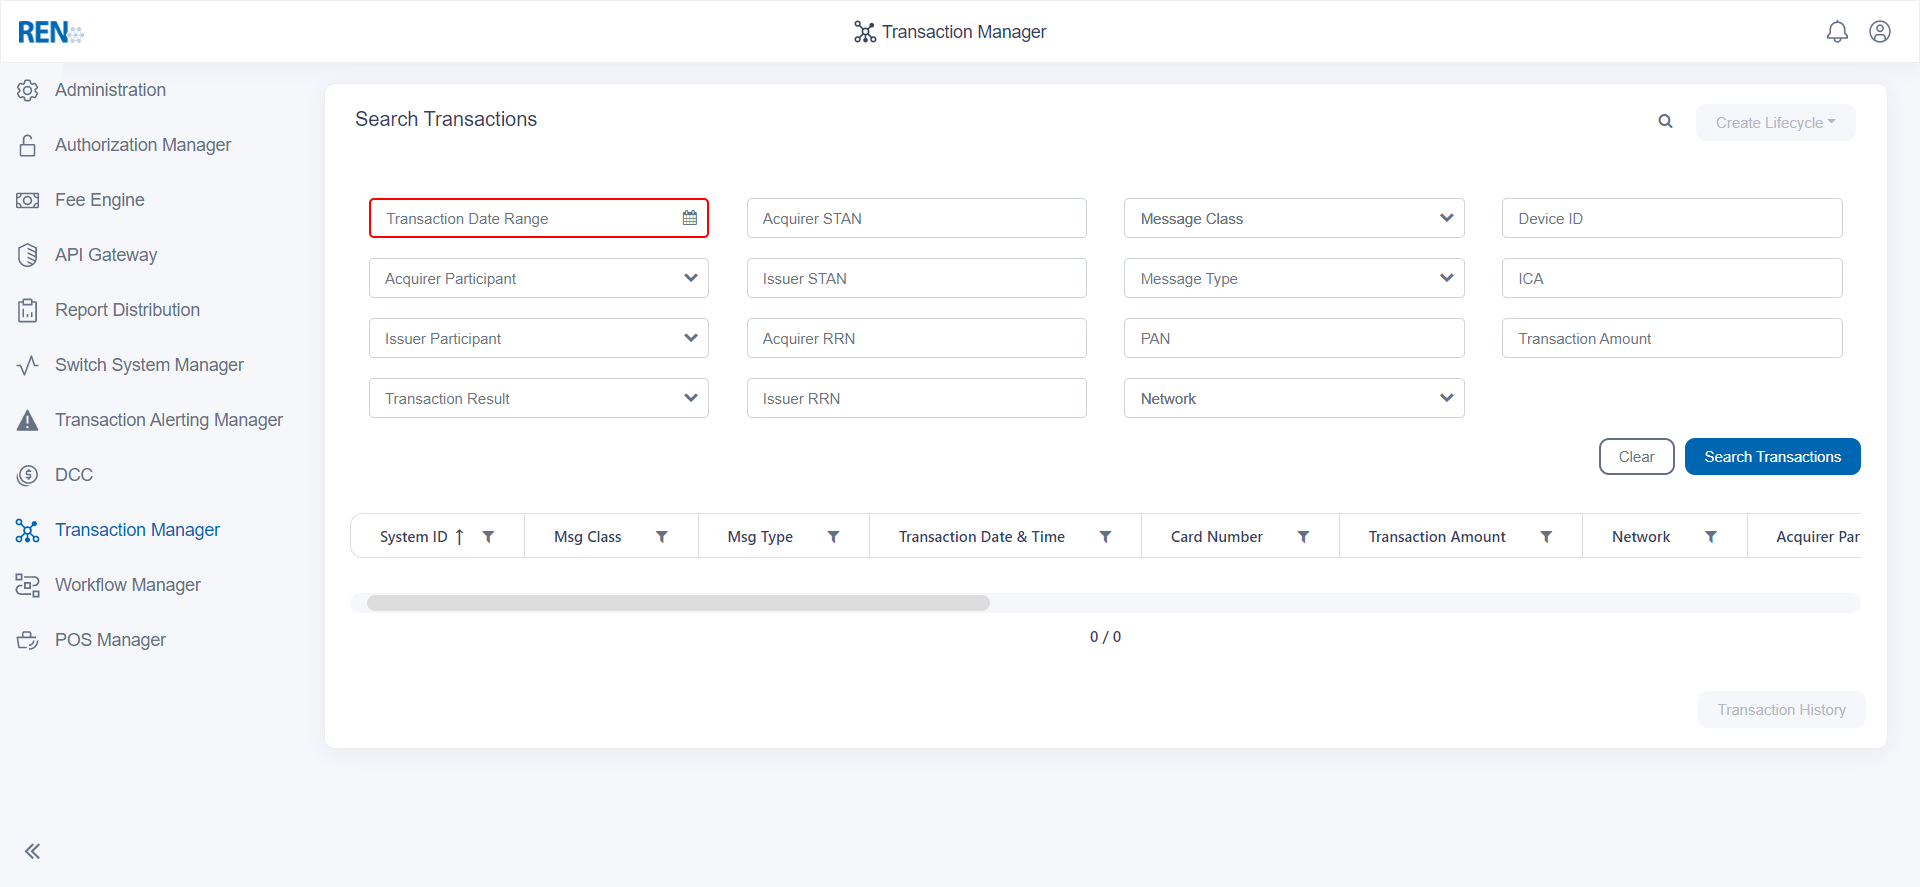 REN
Transaction Manager
Administration
Authorization Manager
Fee Engine
API Gateway
Report Distribution
Switch System Manager
Transaction Alerting Manager
DCC
Transaction Manager
Workflow Manager
POS Manager
Search Transactions
Create Lifecycle
Transaction Date Range
Acquirer STAN
Message Class
Device ID
Acquirer Participant
Issuer STAN
Message Type
ICA
Issuer Participant
Acquirer RRN
PAN
Transaction Amount
Transaction Result
Issuer RRN
Network
Clear
Search Transactions
System ID
Msg Class
Msg Type
Transaction Date & Time
Card Number
Transaction Amount
Network
Acquirer Par
0 / 0
Transaction History